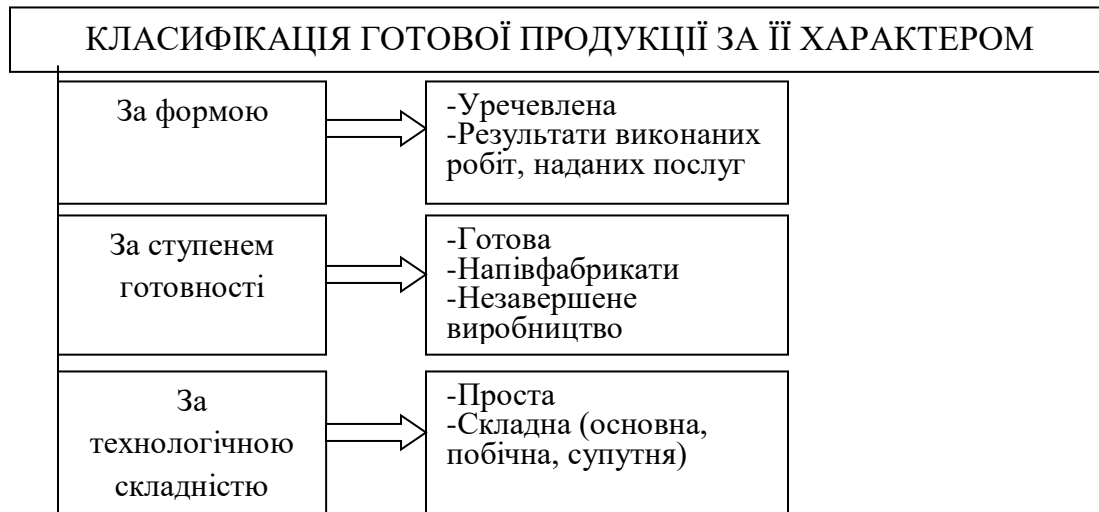 КЛАСИФІКАЦІЯ ГОТОВОЇ ПРОДУКЦІЇ ЗА ЇЇ ХАРАКТЕРОМ
За формою
-Уречевлена
-Результати виконаних
робіт, наданих послуг
За ступенем
готовності
-Готова
-Напівфабрикати
-Незавершене
виробництво
За
технологічною
складністю
-Проста
-Складна (основна,
побічна, супутня)